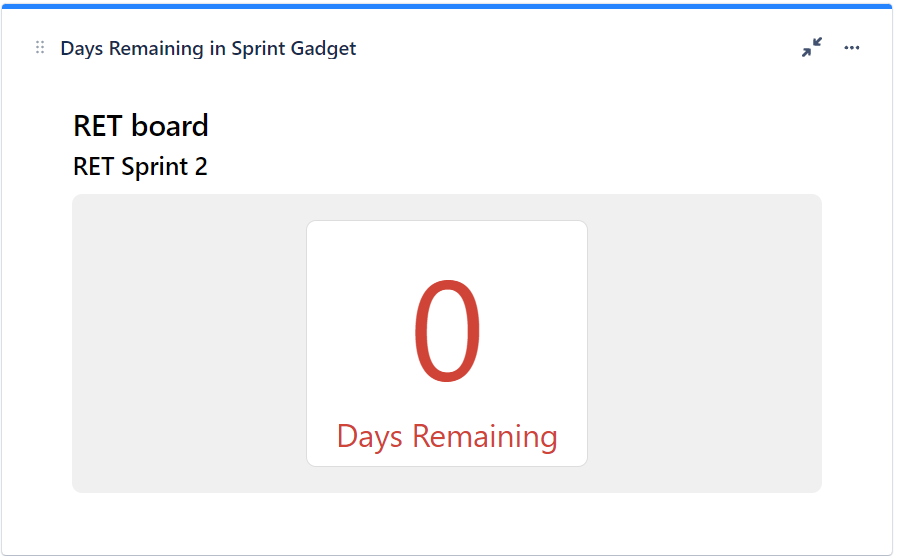 Days Remaining in Sprint Gadget
RET board
RET Sprint 2
0
Days Remaining